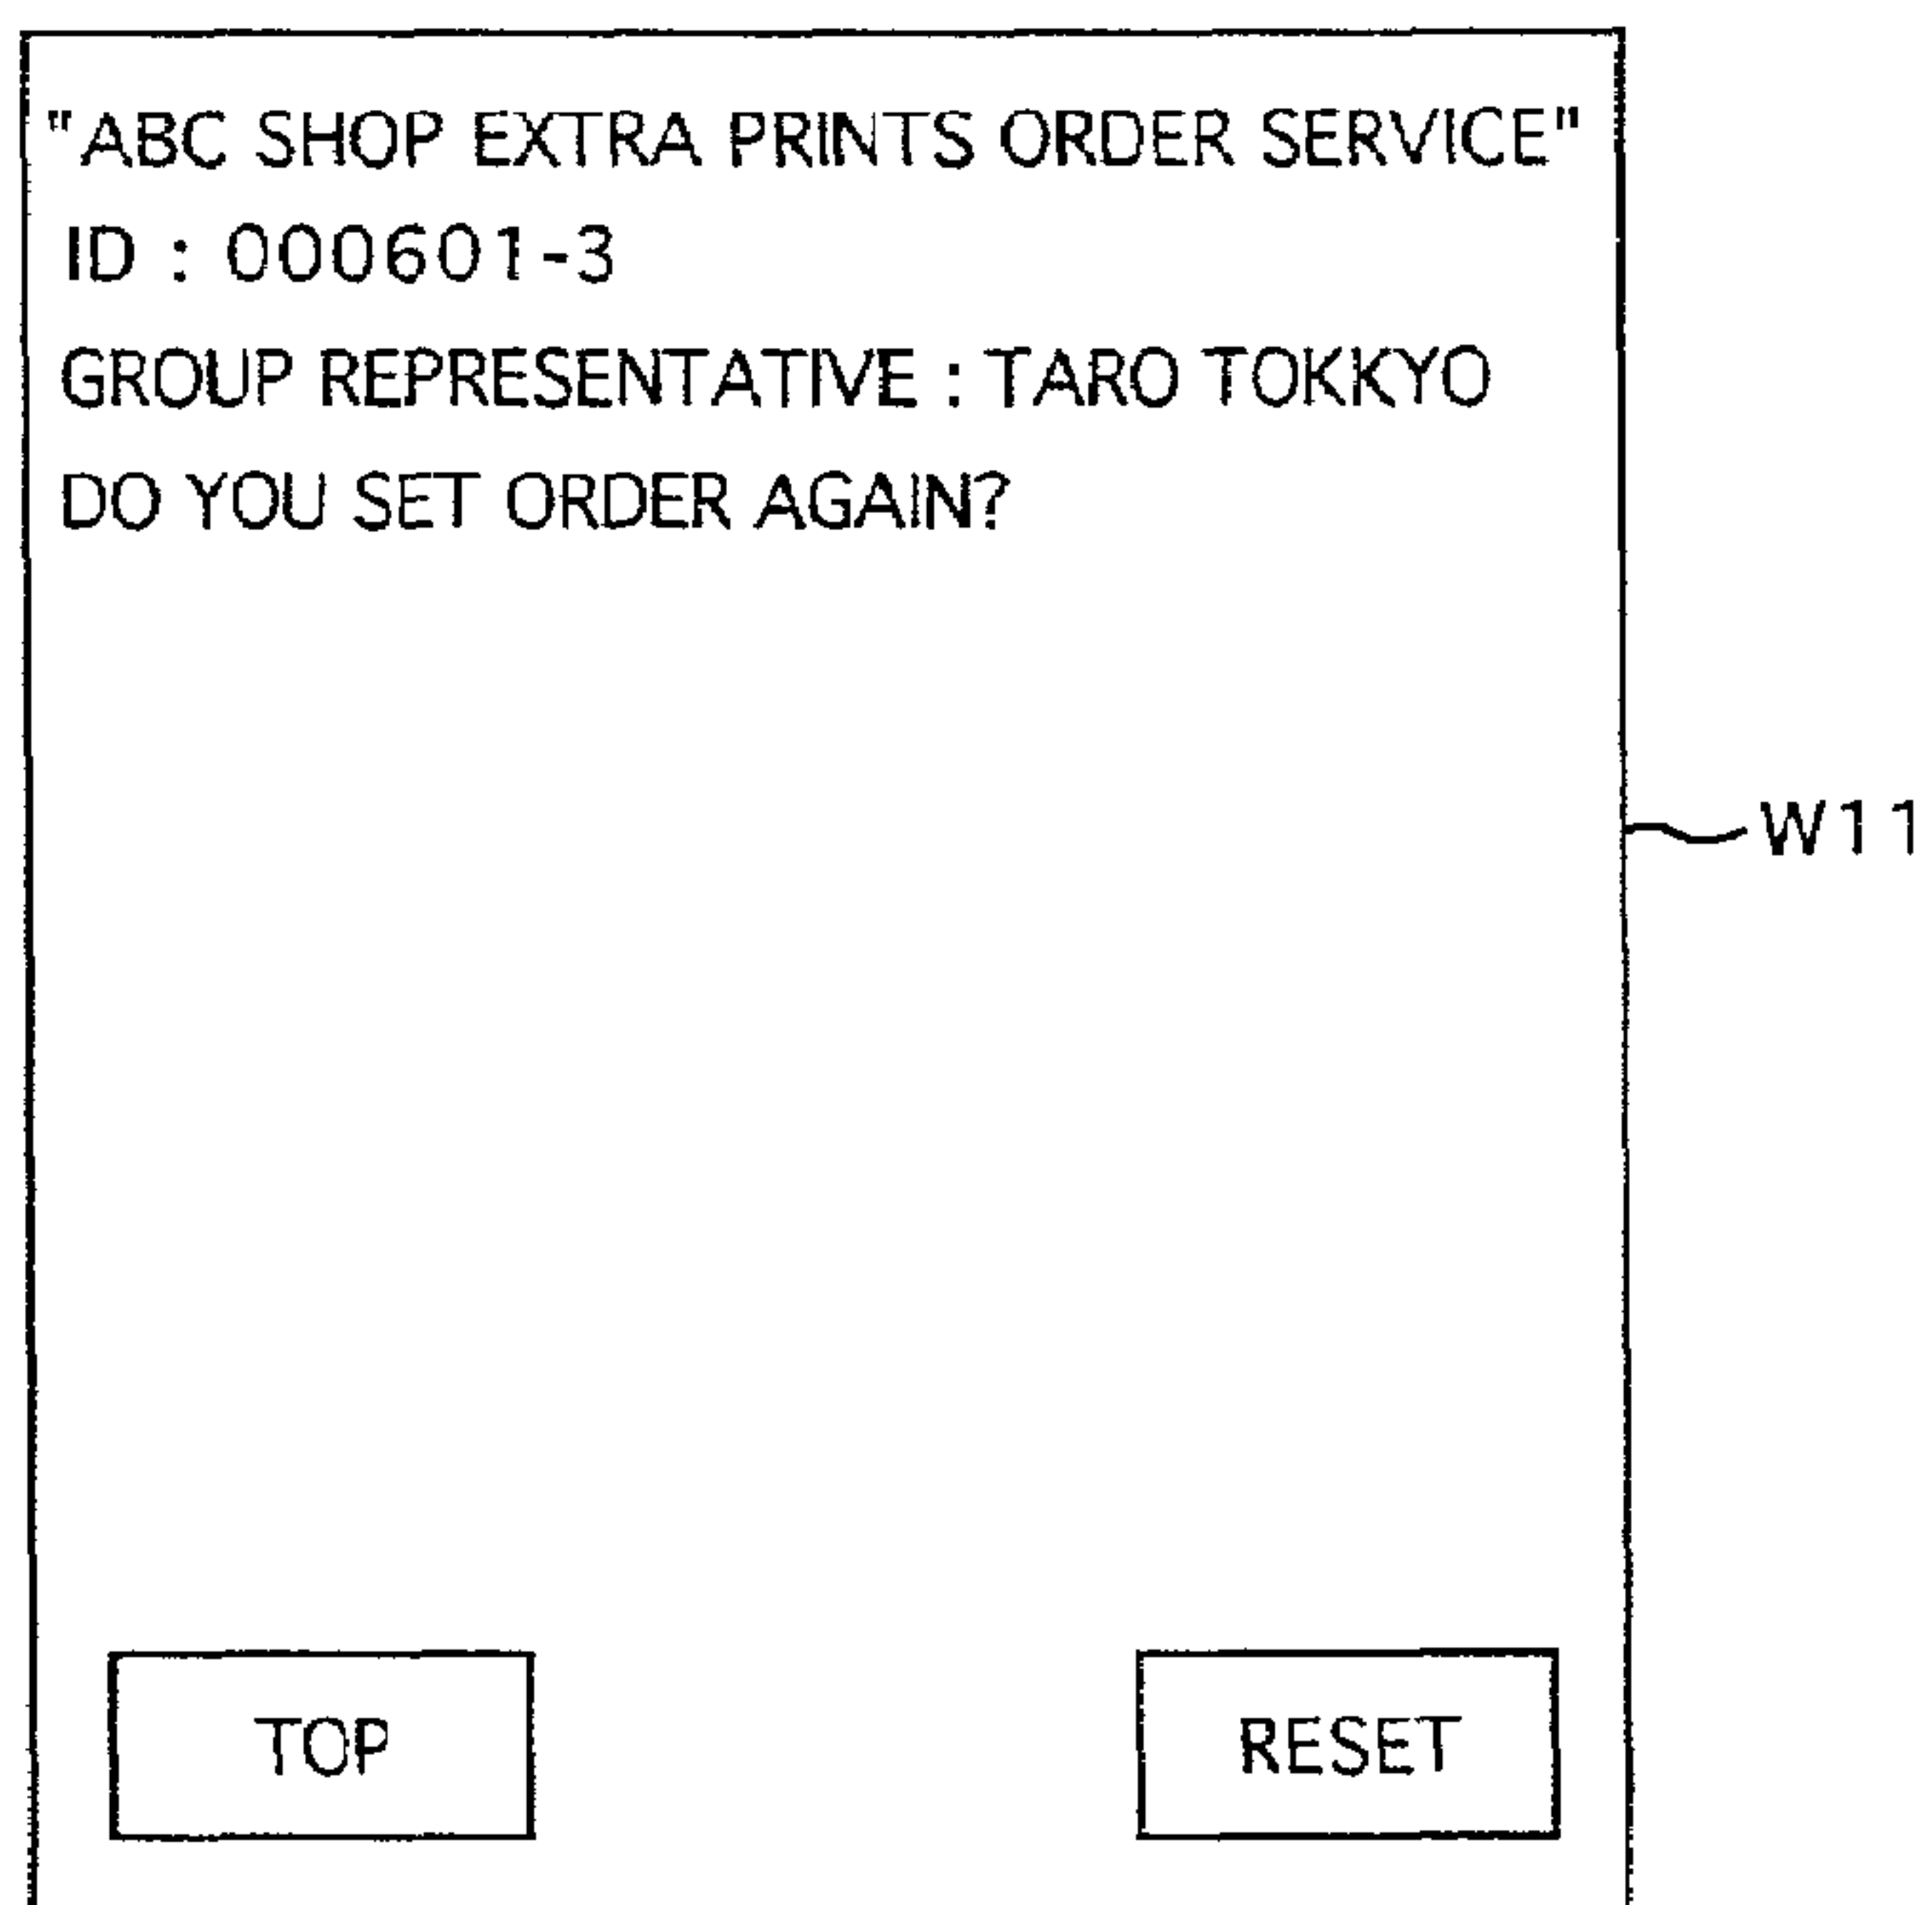 "ABC SHOP EXTRA PRINTS ORDER SERVICE"
ID : 000601-3
GROUP REPRESENTATIVE : TARO TOKKYO
DO YOU SET ORDER AGAIN?
W11
TOP
RESET